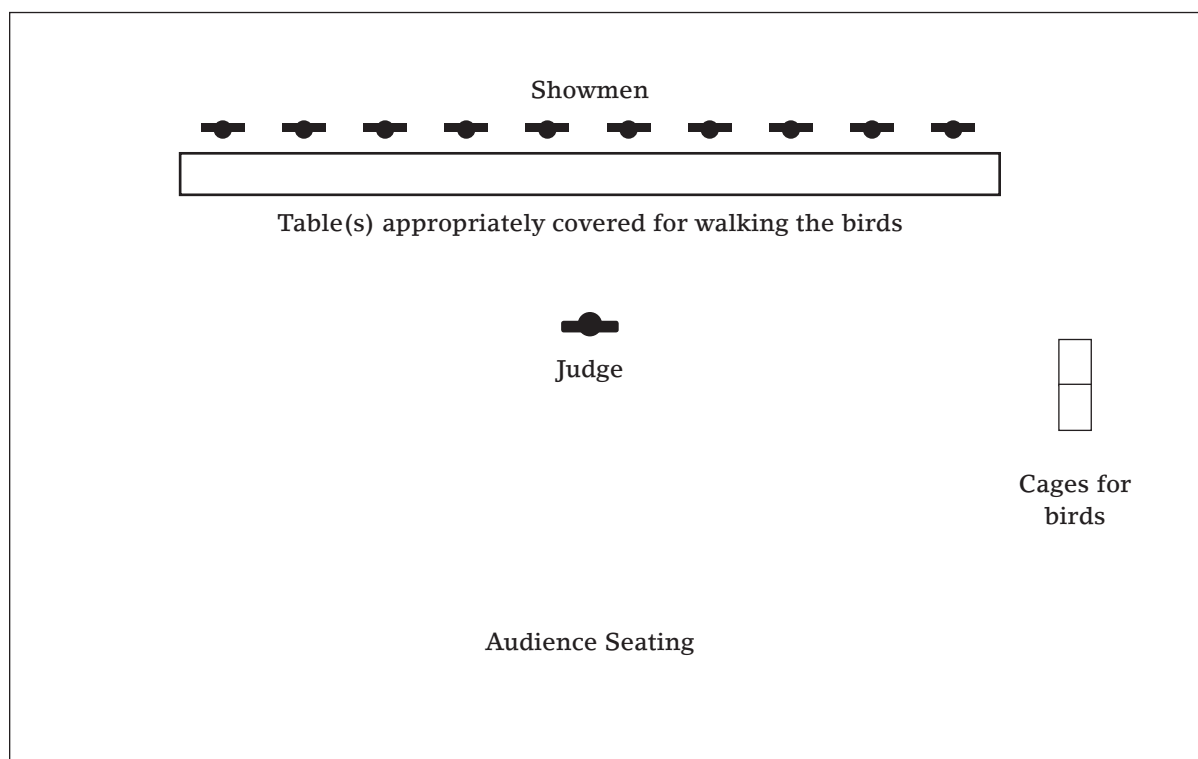 Showmen
Table(s) appropriately covered for walking the birds
Judge
Cages for
birds
Audience Seating